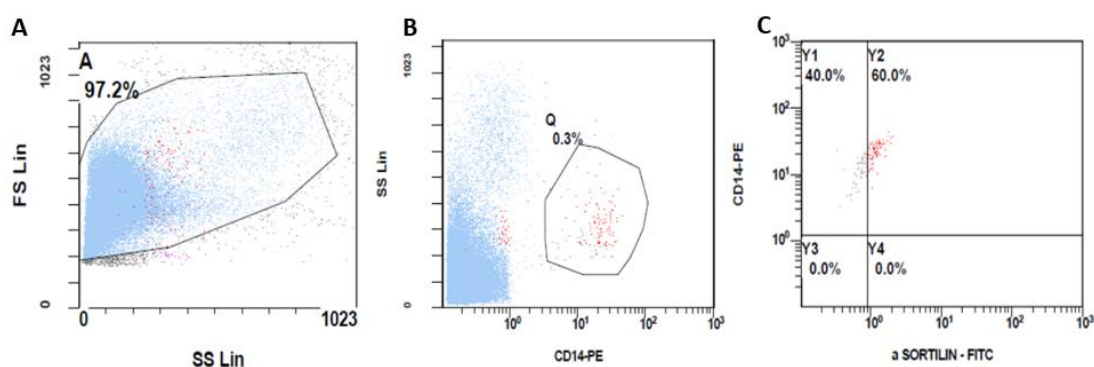 A
A
97.2%
FS Lin
1023
0
0
1023
SS Lin
B
SS Lin
1023
0
Q
0.3%
10⁰
10¹
10²
10³
CD14-PE
C
CD14-PE
10³
10²
10¹
10⁰
Y1
40.0%
Y2
60.0%
Y3
0.0%
Y4
0.0%
10⁰
10¹
10²
10³
a SORTILIN - FITC